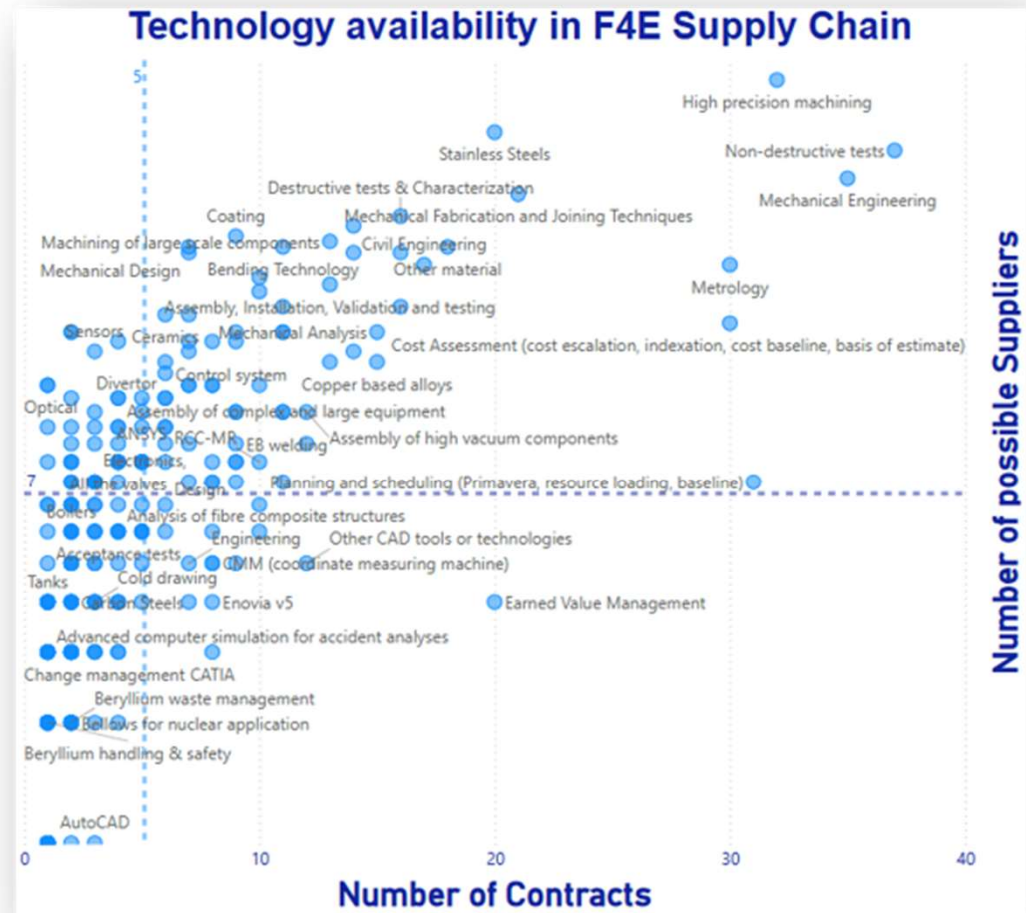 Technology availability in F4E Supply Chain
5
High precision machining
Stainless Steels
Non-destructive tests
Destructive tests & Characterization
Mechanical Engineering
Coating
Mechanical Fabrication and Joining Techniques
Machining of large scale components
Civil Engineering
Mechanical Design
Bending Technology
Other material
Metrology
Assembly, Installation, Validation and testing
Sensors
Ceramics
Mechanical Analysis
Cost Assessment (cost escalation, indexation, cost baseline, basis of estimate)
Control system
Divertor
Copper based alloys
Optical
Assembly of complex and large equipment
ANSYS
RCC-MR
EB welding
Assembly of high vacuum components
Electronics,
7
All the valves
Design
Planning and scheduling (Primavera, resource loading, baseline)
Boilers
Analysis of fibre composite structures
Engineering
Other CAD tools or technologies
Acceptance tests
CMM (coordinate measuring machine)
Tanks
Cold drawing
Carbon Steels
Enovia v5
Earned Value Management
Advanced computer simulation for accident analyses
Change management CATIA
Beryllium waste management
Bellows for nuclear application
Beryllium handling & safety
AutoCAD
0 10 20 30 40
Number of Contracts
Number of possible Suppliers